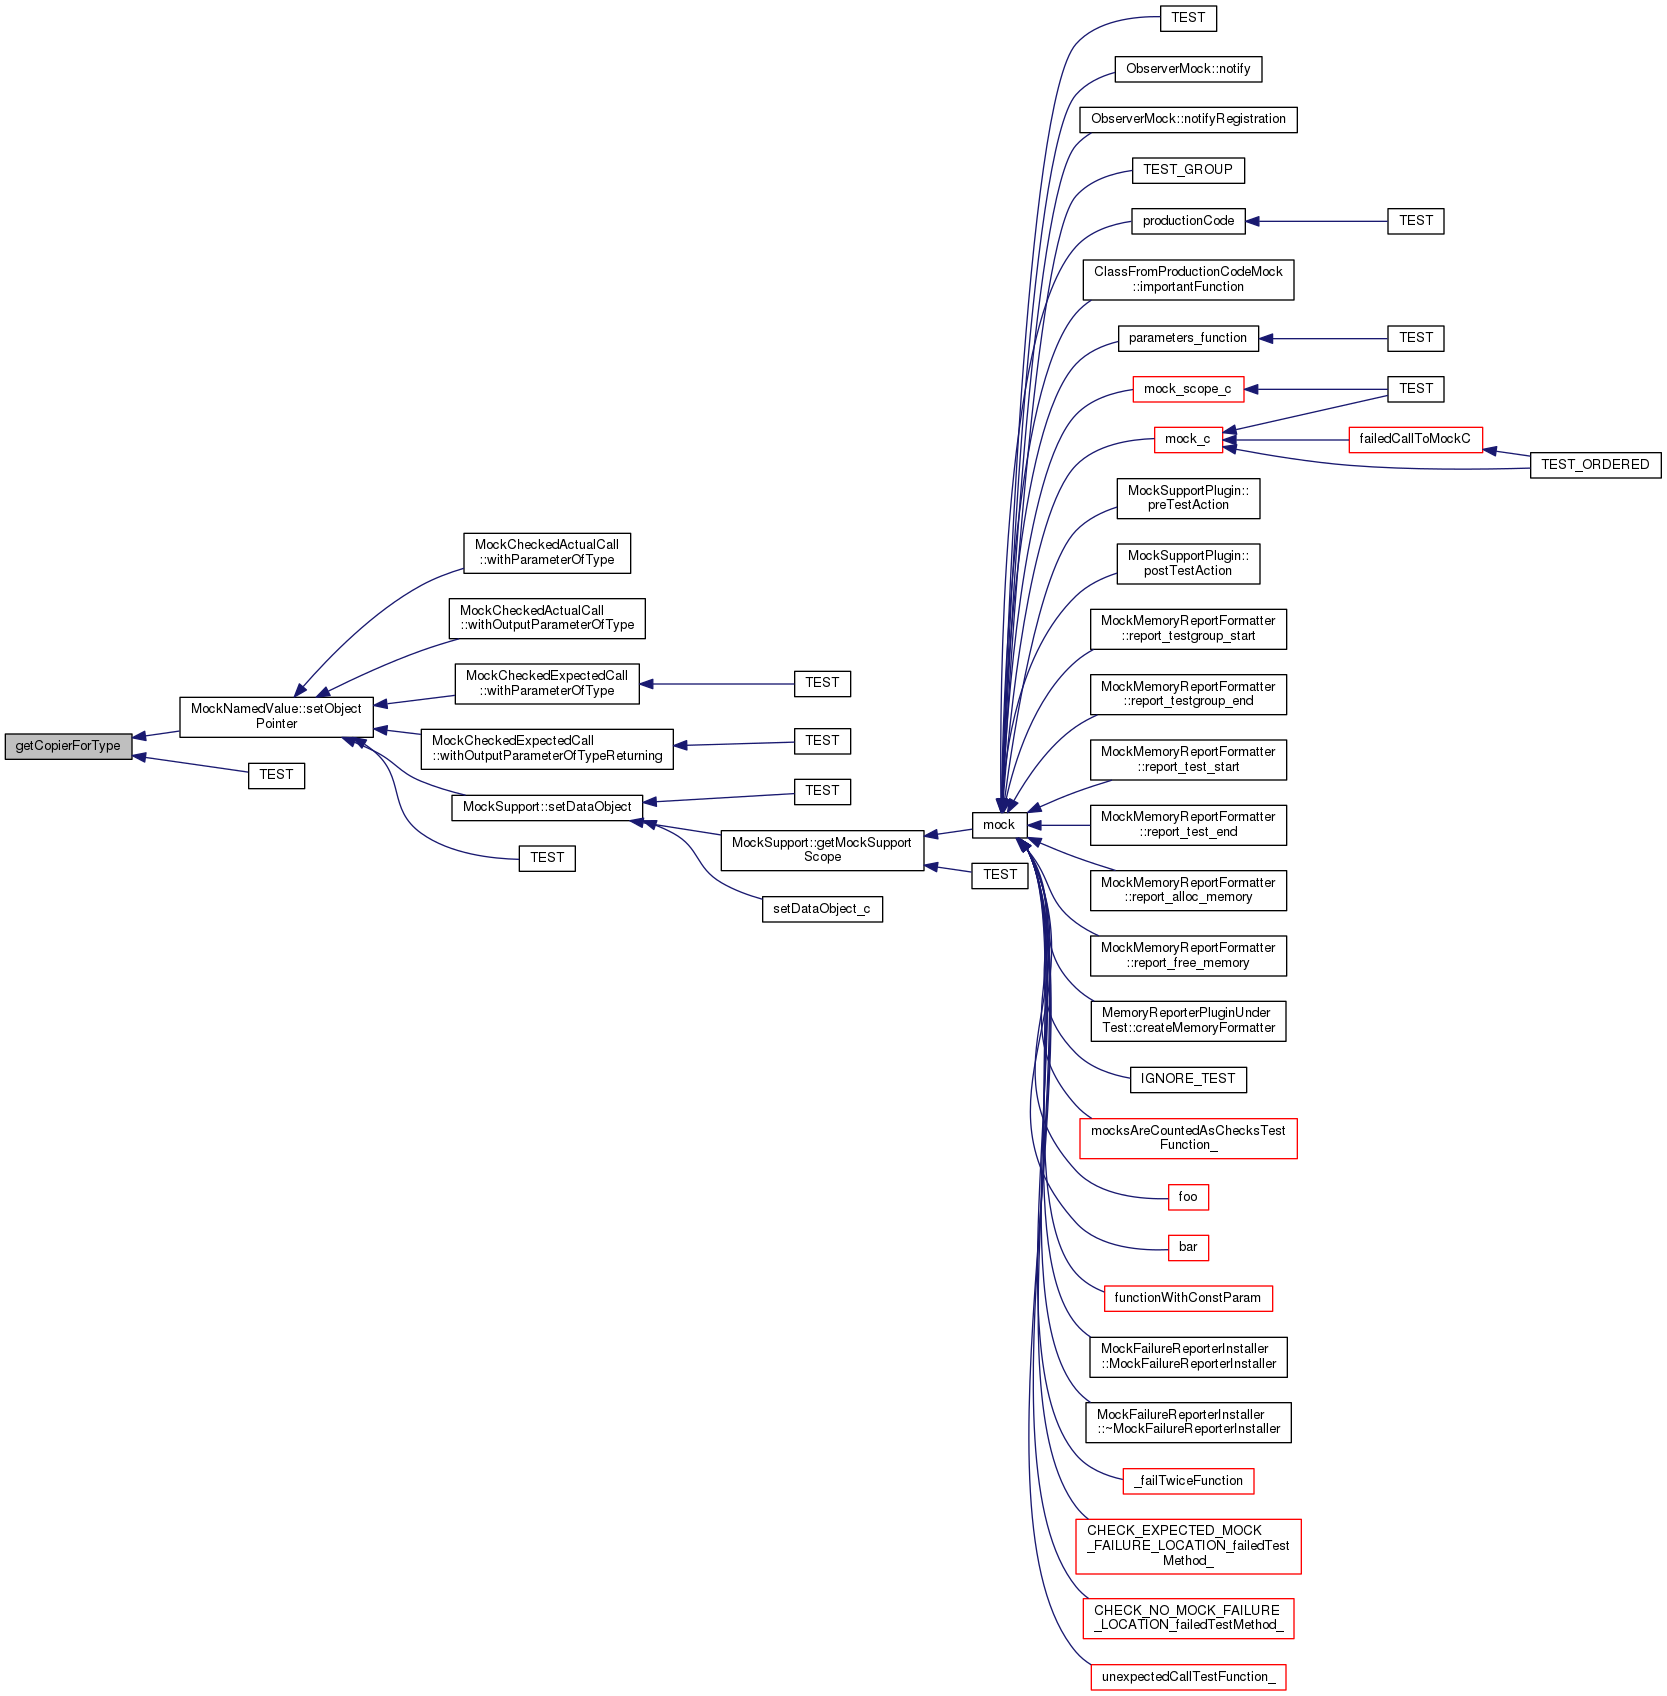 TEST
ObserverMock::notify
ObserverMock::notifyRegistration
TEST_GROUP
productionCode
TEST
ClassFromProductionCodeMock
::importantFunction
parameters_function
TEST
mock_scope_c
TEST
mock_c
failedCallToMockC
TEST_ORDERED
MockSupportPlugin::
preTestAction
MockSupportPlugin::
postTestAction
MockCheckedActualCall
::withParameterOfType
MockCheckedActualCall
::withOutputParameterOfType
MockMemoryReportFormatter
::report_testgroup_start
MockCheckedExpectedCall
::withParameterOfType
TEST
MockMemoryReportFormatter
::report_testgroup_end
MockNamedValue::setObject
Pointer
getCopierForType
TEST
MockCheckedExpectedCall
::withOutputParameterOfTypeReturning
TEST
MockMemoryReportFormatter
::report_test_start
MockSupport::setDataObject
TEST
MockSupport::getMockSupport
Scope
mock
MockMemoryReportFormatter
::report_test_end
TEST
TEST
MockMemoryReportFormatter
::report_alloc_memory
setDataObject_c
MockMemoryReportFormatter
::report_free_memory
MemoryReporterPluginUnder
Test::createMemoryFormatter
IGNORE_TEST
mocksAreCountedAsChecksTest
Function_
foo
bar
functionWithConstParam
MockFailureReporterInstaller
::MockFailureReporterInstaller
MockFailureReporterInstaller
::~MockFailureReporterInstaller
_failTwiceFunction
CHECK_EXPECTED_MOCK
_FAILURE_LOCATION_failedTest
Method_
CHECK_NO_MOCK_FAILURE
_LOCATION_failedTestMethod_
unexpectedCallTestFunction_